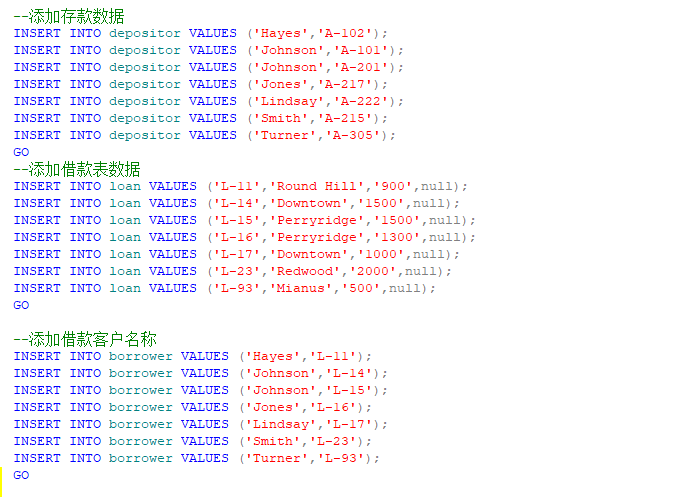 --添加存款数据
INSERT INTO depositor VALUES ('Hayes','A-102');
INSERT INTO depositor VALUES ('Johnson','A-101');
INSERT INTO depositor VALUES ('Johnson','A-201');
INSERT INTO depositor VALUES ('Jones','A-217');
INSERT INTO depositor VALUES ('Lindsay','A-222');
INSERT INTO depositor VALUES ('Smith','A-215');
INSERT INTO depositor VALUES ('Turner','A-305');
GO
--添加借款表数据
INSERT INTO loan VALUES ('L-11','Round Hill','900',null);
INSERT INTO loan VALUES ('L-14','Downtown','1500',null);
INSERT INTO loan VALUES ('L-15','Perryridge','1500',null);
INSERT INTO loan VALUES ('L-16','Perryridge','1300',null);
INSERT INTO loan VALUES ('L-17','Downtown','1000',null);
INSERT INTO loan VALUES ('L-23','Redwood','2000',null);
INSERT INTO loan VALUES ('L-93','Mianus','500',null);
GO
--添加借款客户名称
INSERT INTO borrower VALUES ('Hayes','L-11');
INSERT INTO borrower VALUES ('Johnson','L-14');
INSERT INTO borrower VALUES ('Johnson','L-15');
INSERT INTO borrower VALUES ('Jones','L-16');
INSERT INTO borrower VALUES ('Lindsay','L-17');
INSERT INTO borrower VALUES ('Smith','L-23');
INSERT INTO borrower VALUES ('Turner','L-93');
GO